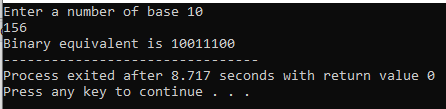 Enter a number of base 10
156
Binary equivalent is 10011100
--------------------------------
Process exited after 8.717 seconds with return value 0
Press any key to continue . . .